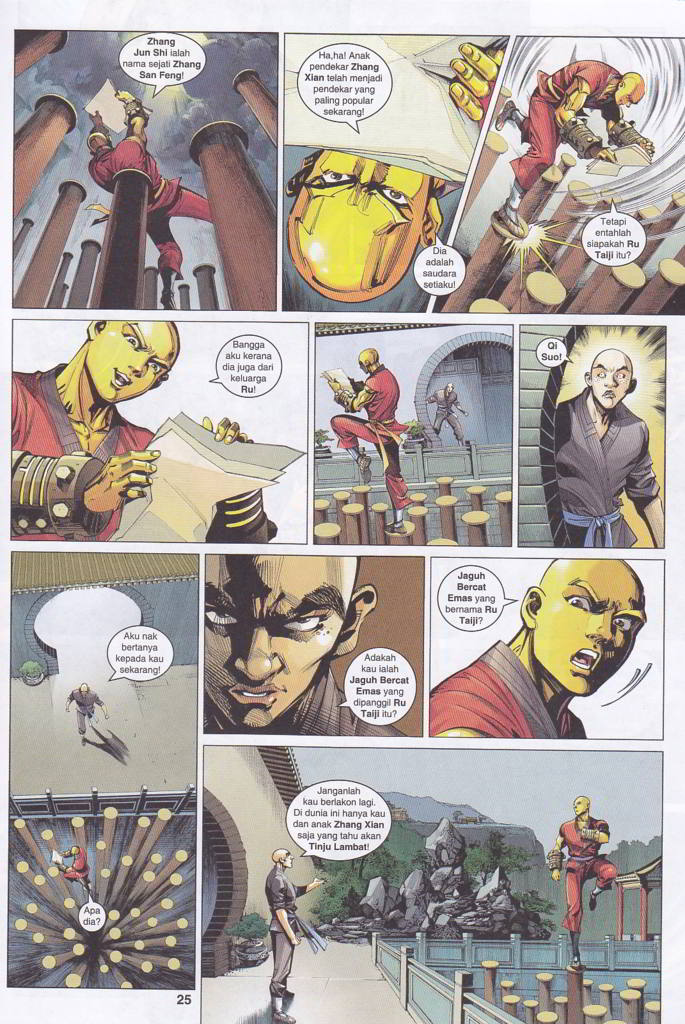 Zhang
Jun Shi ialah
nama sejati Zhang
San Feng!
Ha,ha! Anak
pendekar Zhang
Xian telah menjadi
pendekar yang
paling popular
sekarang!
Dia
adalah
saudara
setiaku!
Tetapi
entahlah
siapakah Ru
Taiji itu?
Bangga
aku kerana
dia juga dari
keluarga
Ru!
!
Qi
Suo!
Aku nak
bertanya
kepada kau
sekarang!
Apa
dia?
Adakah
kau ialah
Jaguh Bercat
Emas yang
dipanggil Ru
Taiji itu?
Jaguh
Bercat
Emas yang
bernama Ru
Taiji?
Janganlah
kau berlakon lagi.
Di dunia ini hanya kau
dan anak Zhang Xian
saja yang tahu akan
Tinju Lambat!
25